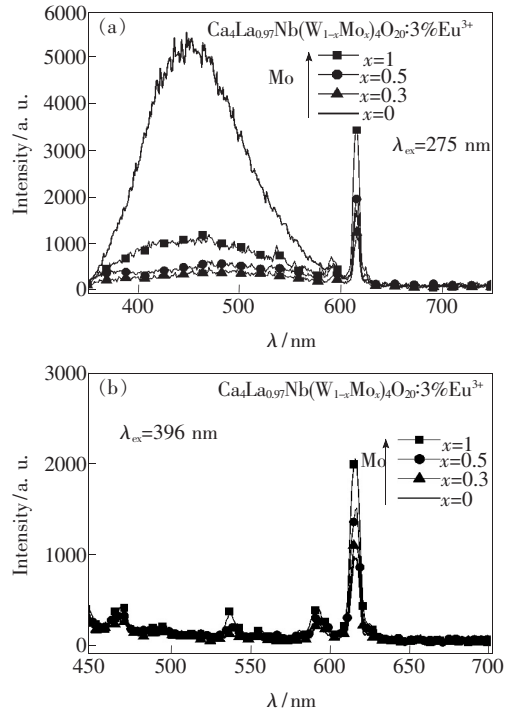 (a)
Ca₄La₀.₉₇Nb(W₁₋ₓMoₓ)₄O₂₀:3%Eu³⁺
Mo
x=1
x=0.5
x=0.3
x=0
λex=275 nm
Intensity/a. u.
6000
5000
4000
3000
2000
1000
0
400 500 600 700
λ/nm
(b)
Ca₄La₀.₉₇Nb(W₁₋ₓMoₓ)₄O₂₀:3%Eu³⁺
λex=396 nm
Mo
x=1
x=0.5
x=0.3
x=0
Intensity/a. u.
3000
2000
1000
0
450 500 550 600 650 700
λ/nm